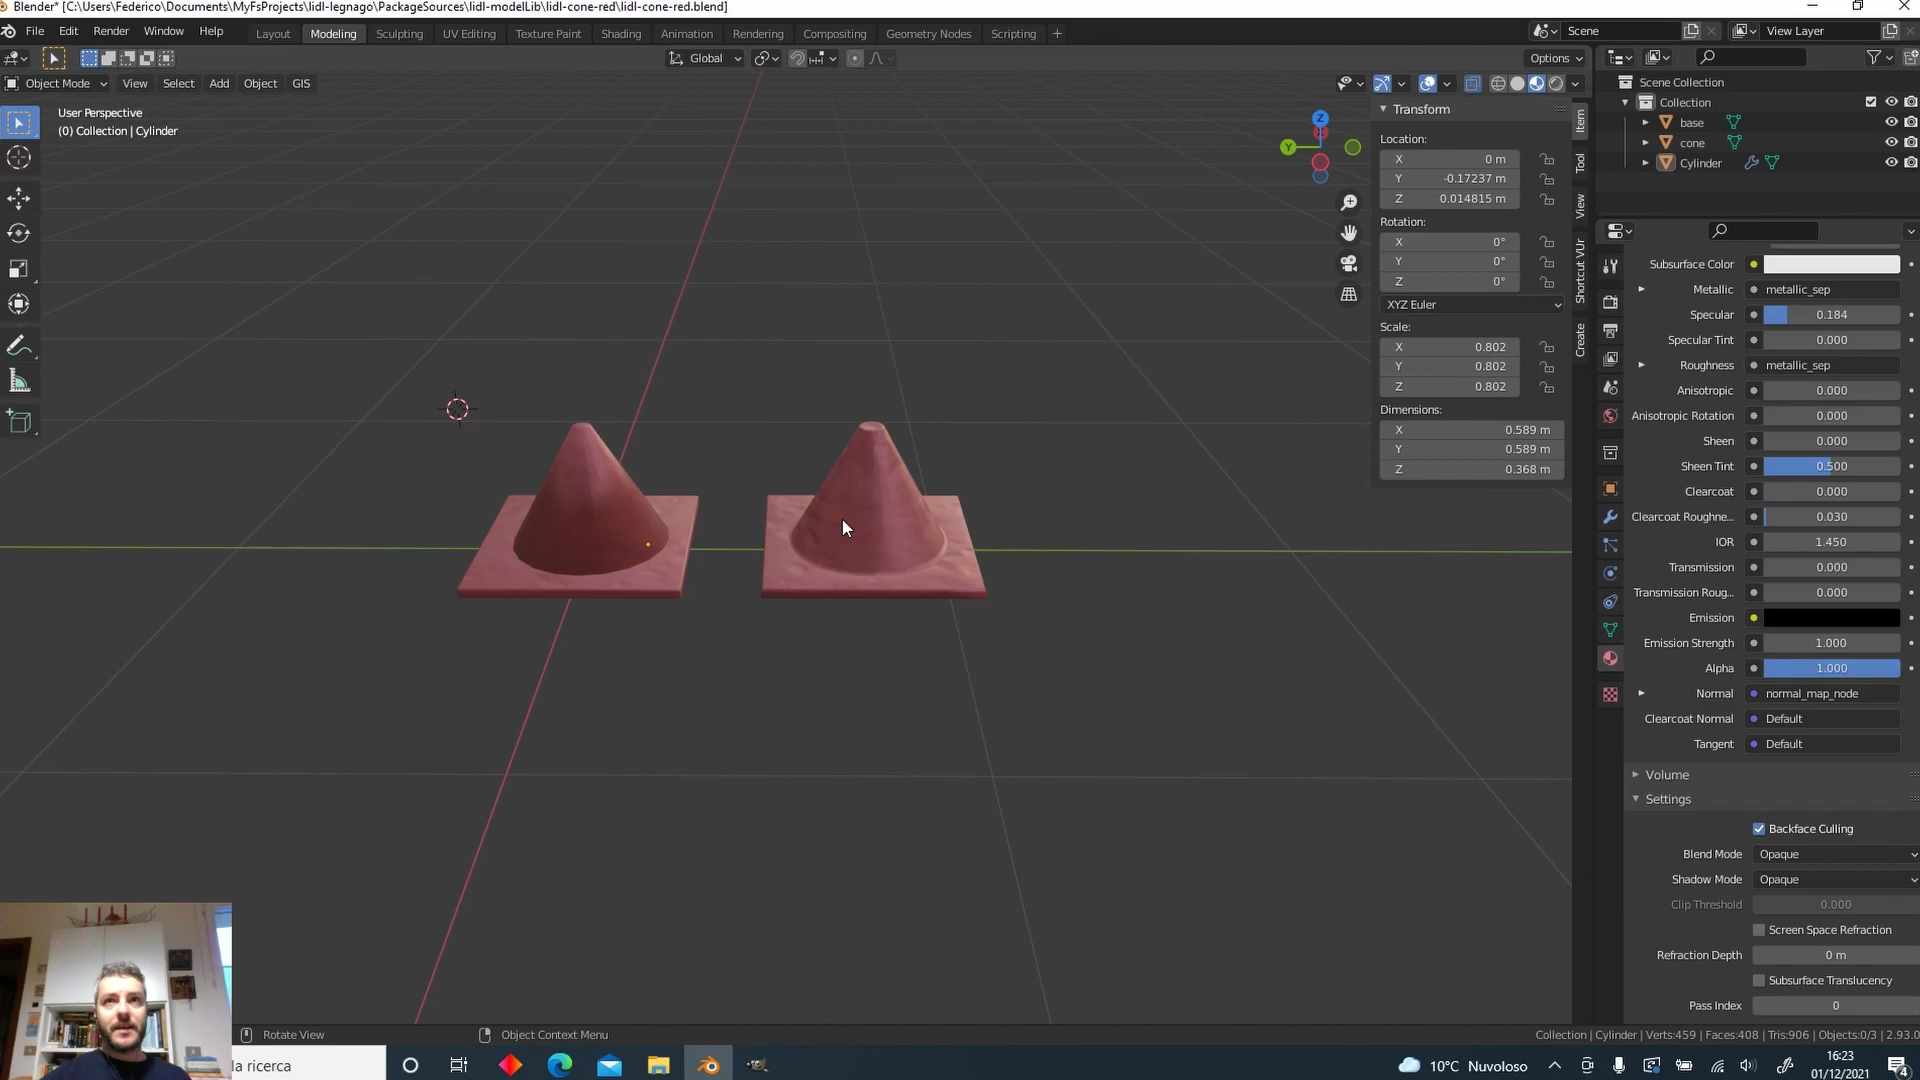 Blender* [C:\Users\Federico\Documents\MyFsProjects\lidl-legnago\PackageSources\lidl-modelLib\lidl-cone-red\lidl-cone-red.blend]
File Edit Render Window Help Layout Modeling Sculpting UV Editing Texture Paint Shading Animation Rendering Compositing Geometry Nodes Scripting + Scene View Layer
Global Options
Object Mode View Select Add Object GIS
User Perspective
(0) Collection | Cylinder
Z
Y
Transform
Location:
X 0 m
Y -0.17237 m
Z 0.014815 m
Rotation:
X 0°
Y 0°
Z 0°
XYZ Euler
Scale:
X 0.802
Y 0.802
Z 0.802
Dimensions:
X 0.589 m
Y 0.589 m
Z 0.368 m
Item
Tool
View
Shortcut VUr
Create
Scene Collection
Collection
base
cone
Cylinder
Subsurface Color
Metallic metallic_sep
Specular 0.184
Specular Tint 0.000
Roughness metallic_sep
Anisotropic 0.000
Anisotropic Rotation 0.000
Sheen 0.000
Sheen Tint 0.500
Clearcoat 0.000
Clearcoat Roughne... 0.030
IOR 1.450
Transmission 0.000
Transmission Roug... 0.000
Emission
Emission Strength 1.000
Alpha 1.000
Normal normal_map_node
Clearcoat Normal Default
Tangent Default
Volume
Settings
Backface Culling
Blend Mode Opaque
Shadow Mode Opaque
Clip Threshold 0.000
Screen Space Refraction
Refraction Depth 0 m
Subsurface Translucency
Pass Index 0
Rotate View Object Context Menu Collection | Cylinder | Verts:459 | Faces:408 | Tris:906 | Objects:0/3 | 2.93.0
la ricerca 10°C Nuvoloso 16:23
01/12/2021 4